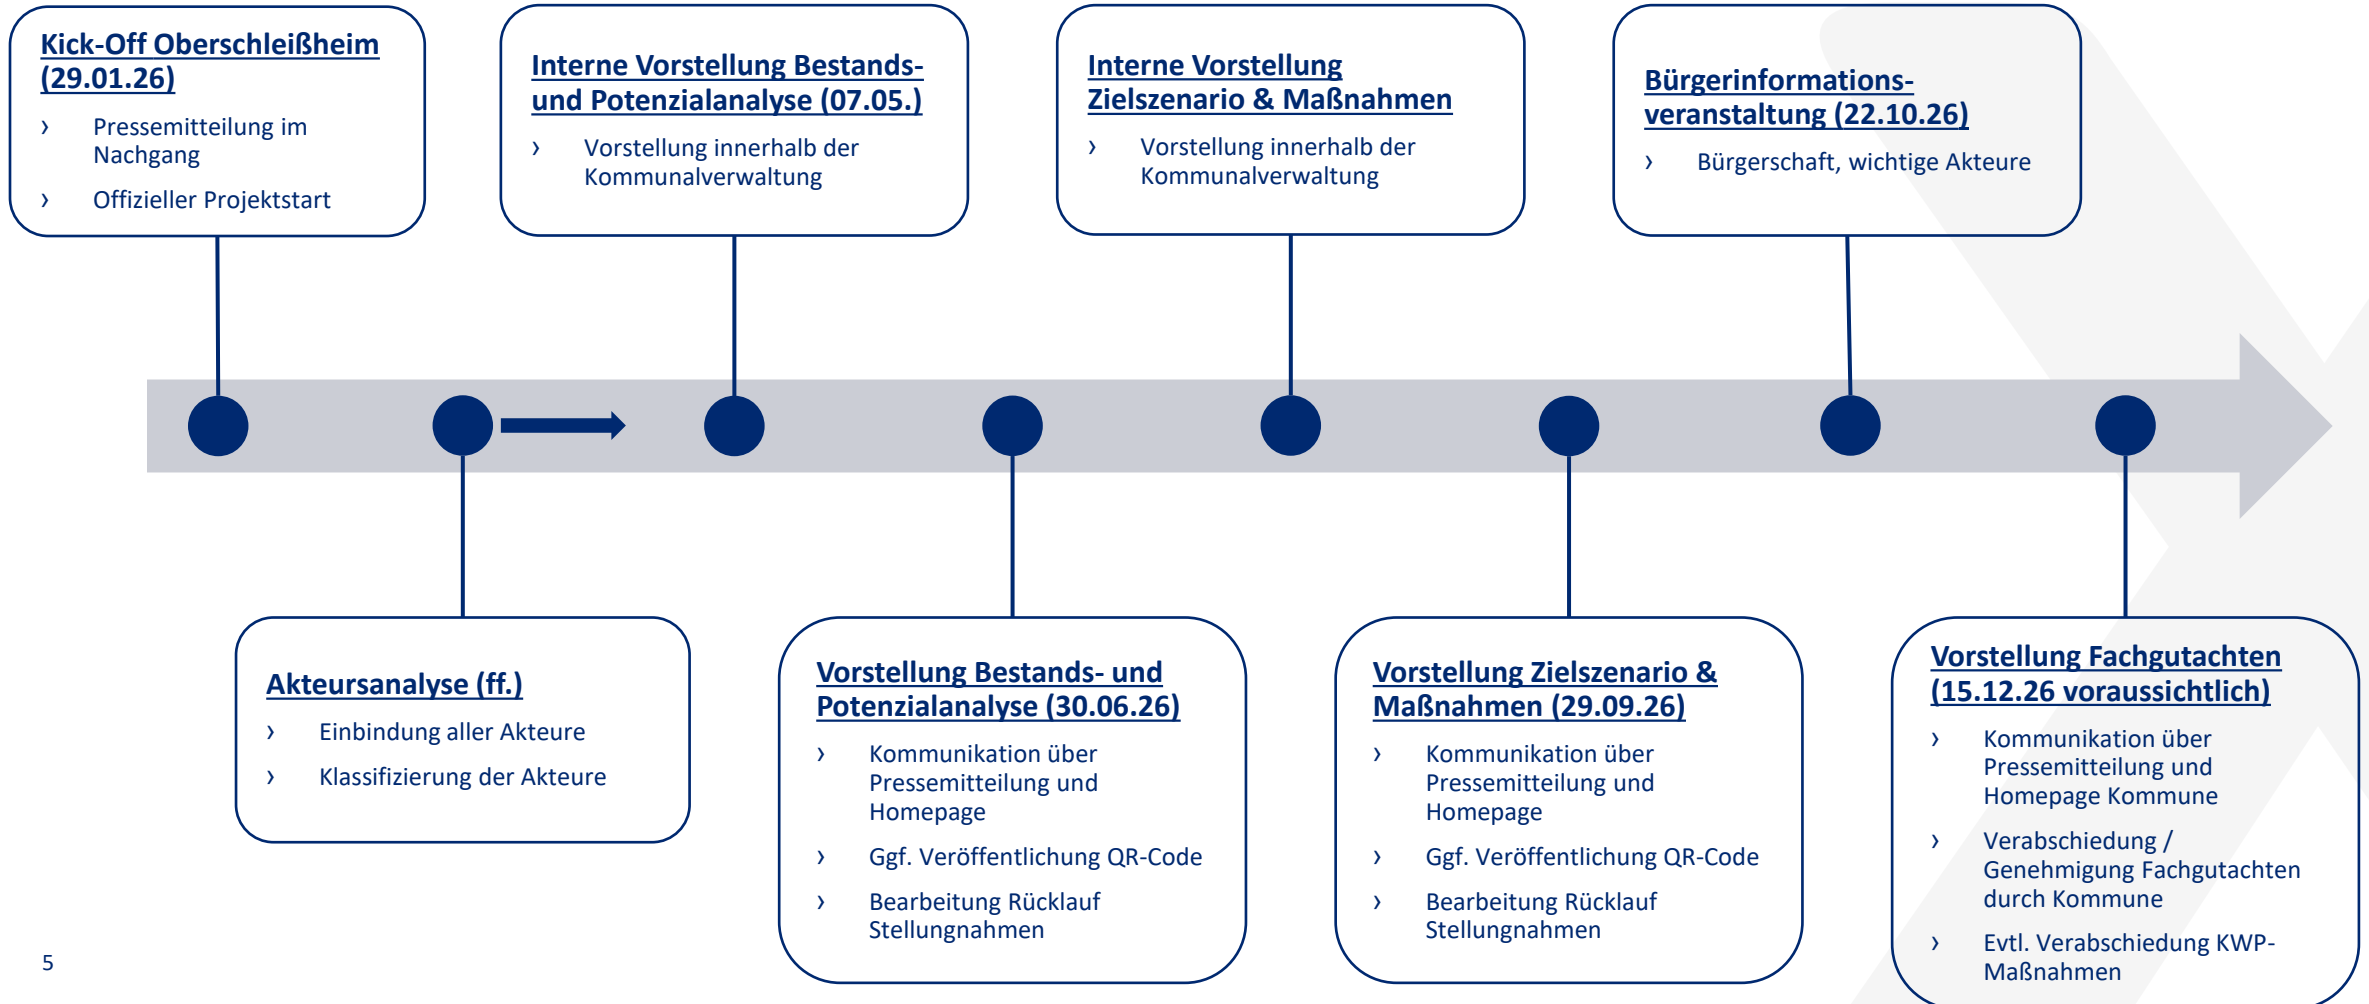 Kick-Off Oberschleißheim
(29.01.26)
› Pressemitteilung im
Nachgang
› Offizieller Projektstart
Interne Vorstellung Bestands-
und Potenzialanalyse (07.05.)
› Vorstellung innerhalb der
Kommunalverwaltung
Interne Vorstellung
Zielszenario & Maßnahmen
› Vorstellung innerhalb der
Kommunalverwaltung
Bürgerinformations-
veranstaltung (22.10.26)
› Bürgerschaft, wichtige Akteure
Akteursanalyse (ff.)
› Einbindung aller Akteure
› Klassifizierung der Akteure
Vorstellung Bestands- und
Potenzialanalyse (30.06.26)
› Kommunikation über
Pressemitteilung und
Homepage
› Ggf. Veröffentlichung QR-Code
› Bearbeitung Rücklauf
Stellungnahmen
Vorstellung Zielszenario &
Maßnahmen (29.09.26)
› Kommunikation über
Pressemitteilung und
Homepage
› Ggf. Veröffentlichung QR-Code
› Bearbeitung Rücklauf
Stellungnahmen
Vorstellung Fachgutachten
(15.12.26 voraussichtlich)
› Kommunikation über
Pressemitteilung und
Homepage Kommune
› Verabschiedung /
Genehmigung Fachgutachten
durch Kommune
› Evtl. Verabschiedung KWP-
Maßnahmen
5